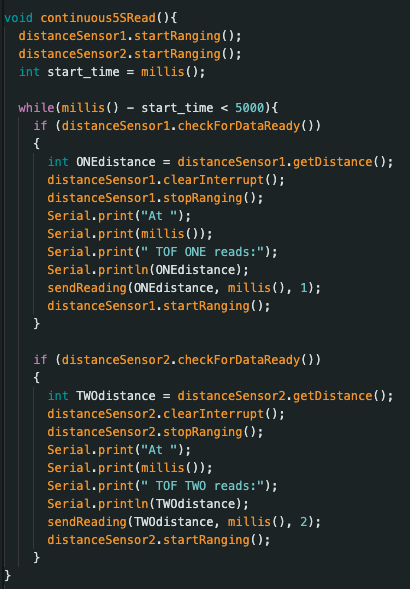 void continuous5SRead(){
  distanceSensor1.startRanging();
  distanceSensor2.startRanging();
  int start_time = millis();

  while(millis() - start_time < 5000){
    if (distanceSensor1.checkForDataReady())
    {
      int ONEdistance = distanceSensor1.getDistance();
      distanceSensor1.clearInterrupt();
      distanceSensor1.stopRanging();
      Serial.print("At ");
      Serial.print(millis());
      Serial.print(" TOF ONE reads:");
      Serial.println(ONEdistance);
      sendReading(ONEdistance, millis(), 1);
      distanceSensor1.startRanging();
    }

    if (distanceSensor2.checkForDataReady())
    {
      int TWOdistance = distanceSensor2.getDistance();
      distanceSensor2.clearInterrupt();
      distanceSensor2.stopRanging();
      Serial.print("At ");
      Serial.print(millis());
      Serial.print(" TOF TWO reads:");
      Serial.println(TWOdistance);
      sendReading(TWOdistance, millis(), 2);
      distanceSensor2.startRanging();
    }
}